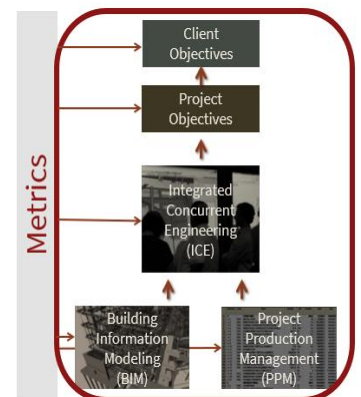 Metrics
Client
Objectives
Project
Objectives
Integrated
Concurrent
Engineering
(ICE)
Building
Information
Modeling
(BIM)
Project
Production
Management
(PPM)